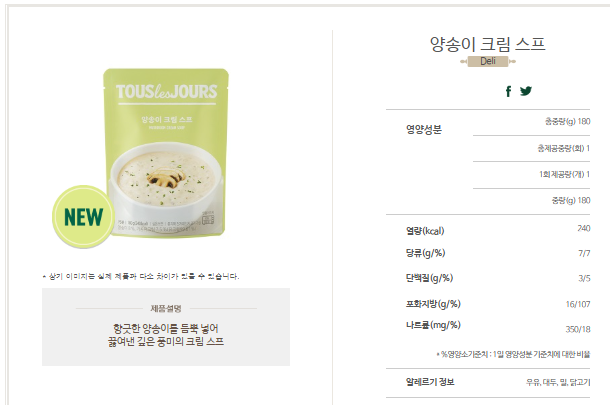 양송이 크림 스프
Deli
TOUSlesJOURS
양송이 크림 스프
NEW
* 상기 이미지는 실제 제품과 다소 차이가 있을 수 있습니다.
제품설명
향긋한 양송이를 듬뿍 넣어
끓여낸 깊은 풍미의 크림 스프
영양성분
총중량(g) 180
총제공중량(회) 1
1회 제공량(개) 1
중량(g) 180
열량(kcal) 240
당류(g/%) 7/7
단백질(g/%) 3/5
포화지방(g/%) 16/107
나트륨(mg/%) 350/18
* %영양소기준치 : 1일 영양성분 기준치에 대한 비율
알레르기 정보 우유, 대두, 밀, 닭고기